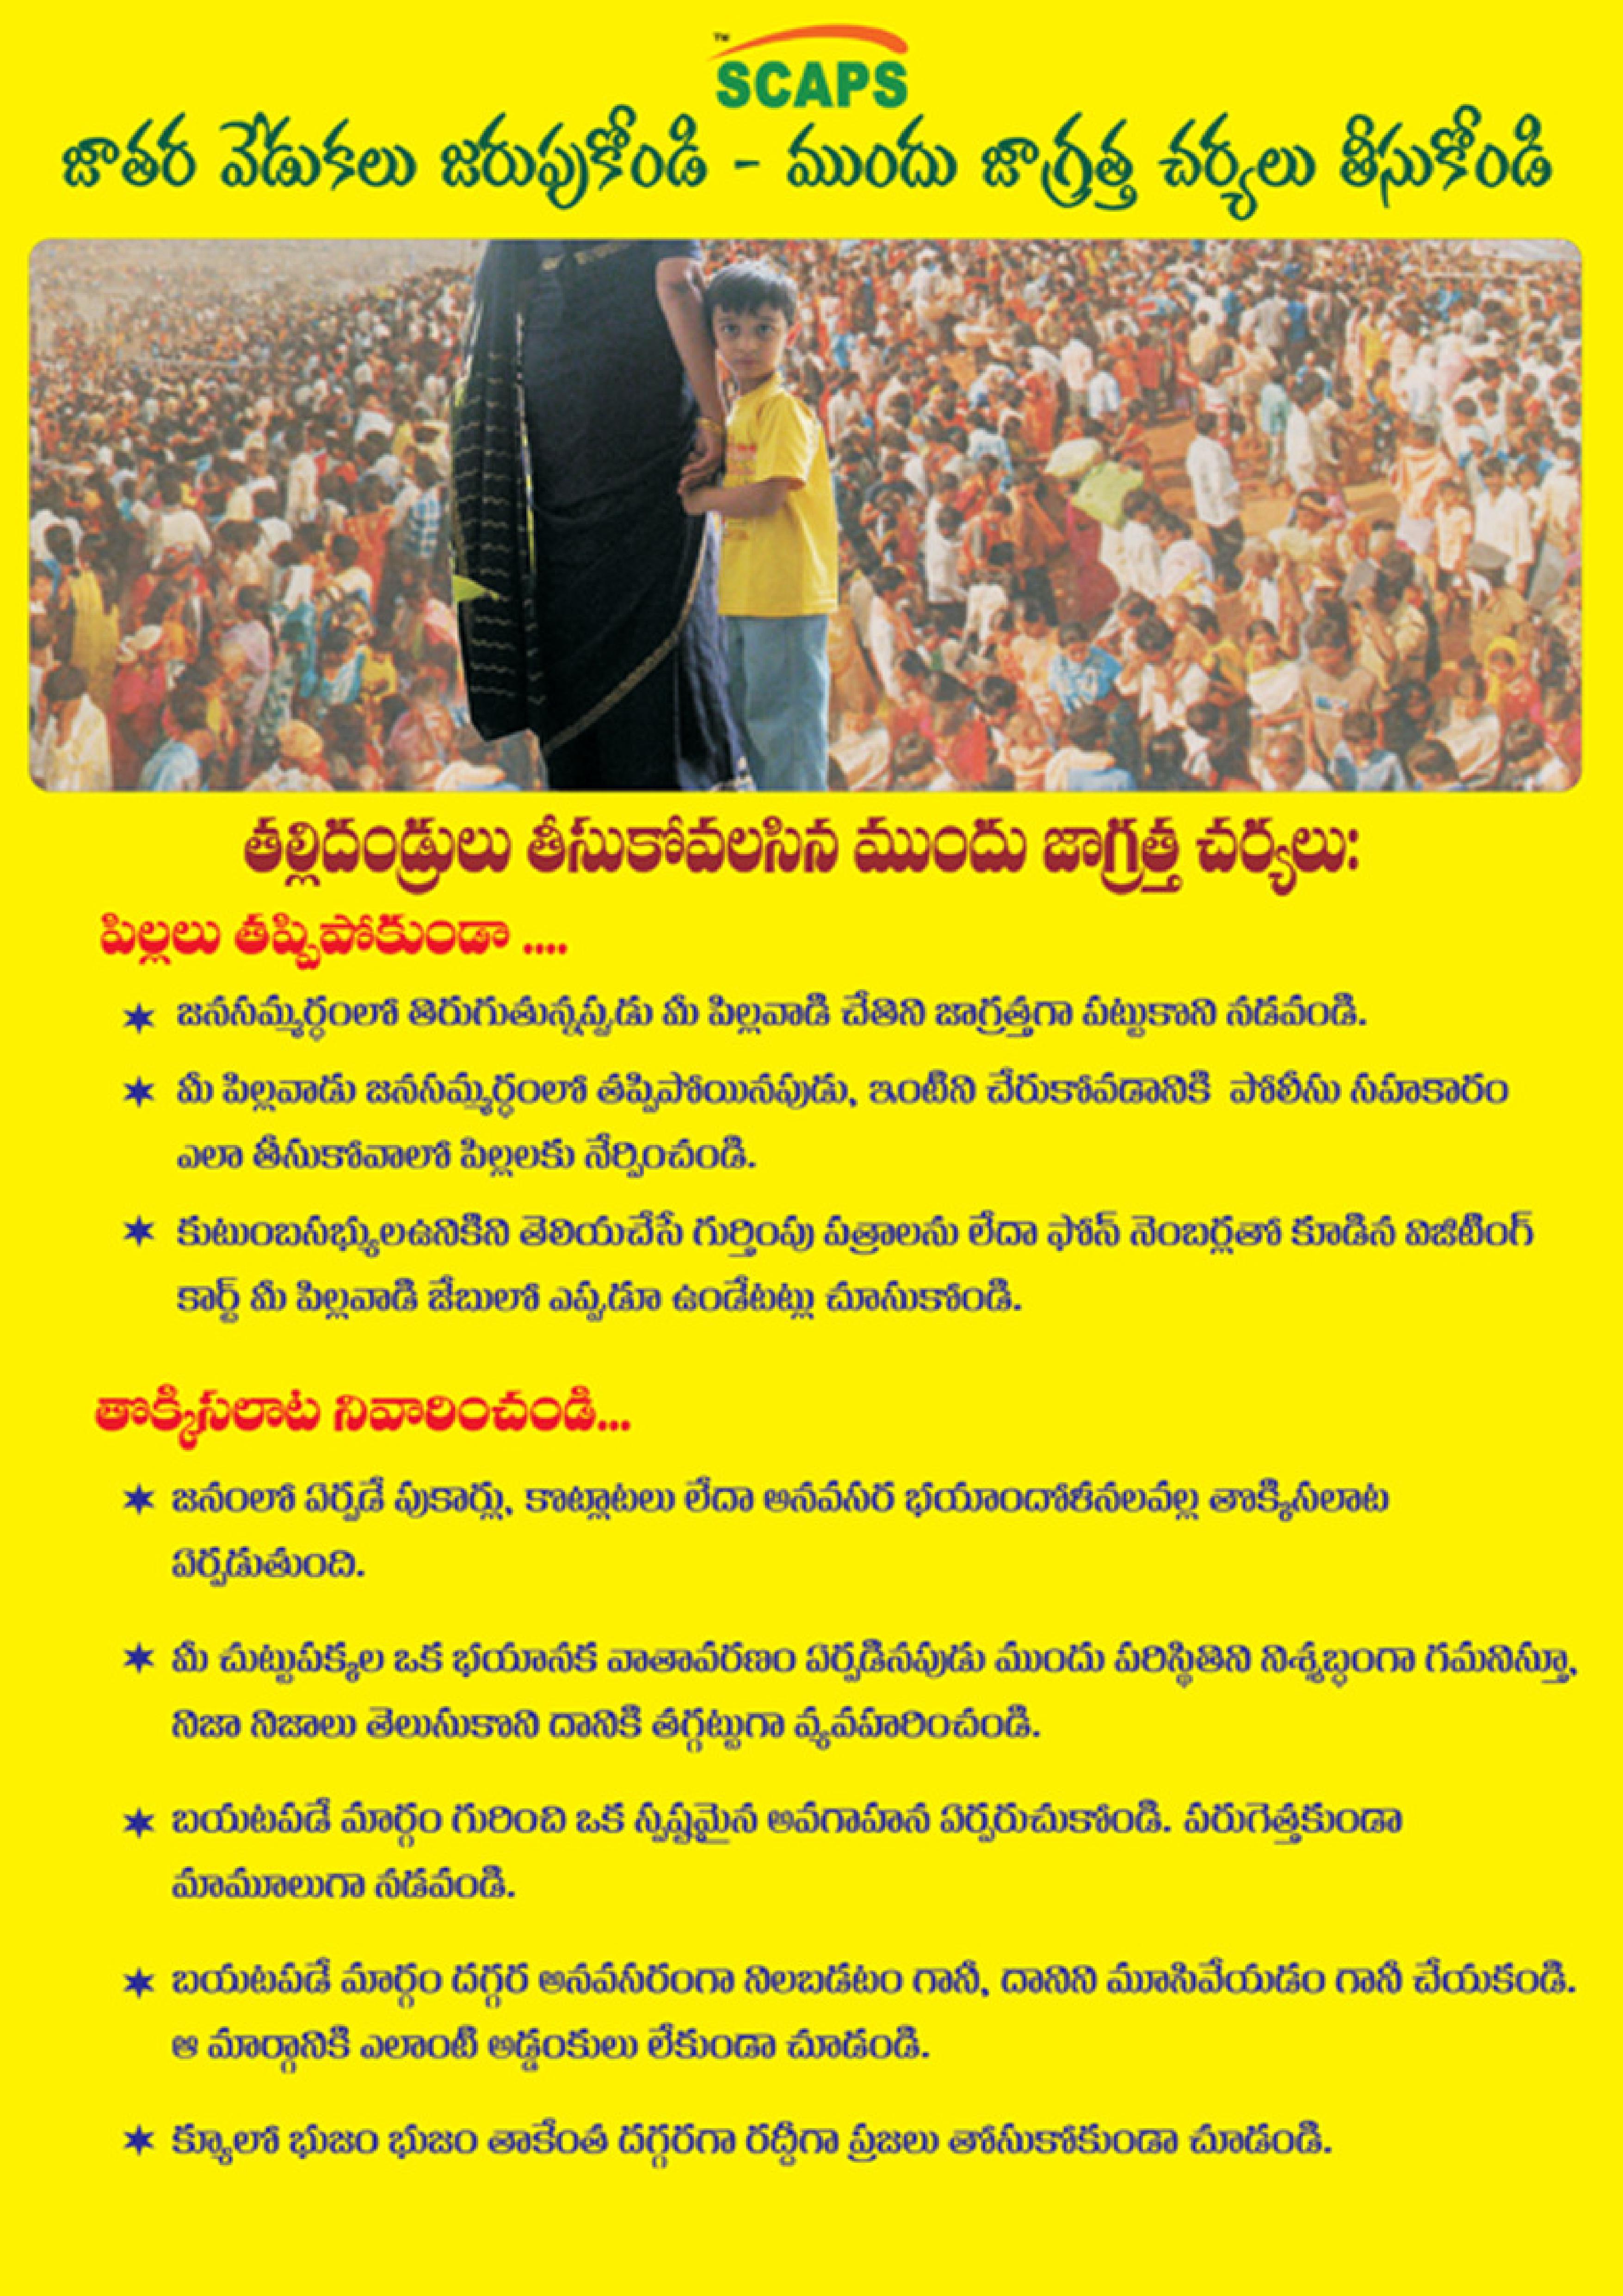 TM
SCAPS
జాతర వేడుకలు జరుపుకోండి - ముందు జాగ్రత్త చర్యలు తీసుకోండి
తల్లిదండ్రులు తీసుకోవలసిన ముందు జాగ్రత్త చర్యలు:
పిల్లలు తప్పిపోకుండా ....
★ జనసమ్మర్ధంలో తిరుగుతున్నప్పుడు మీ పిల్లవాడి చేతిని జాగ్రత్తగా పట్టుకొని నడవండి.
★ మీ పిల్లవాడు జనసమ్మర్ధంలో తప్పిపోయినపుడు, ఇంటిని చేరుకోవడానికి పోలీసు సహకారం
ఎలా తీసుకోవాలో పిల్లలకు నేర్పించండి.
★ కుటుంబసభ్యులఉనికిని తెలియచేసే గుర్తింపు పత్రాలను లేదా ఫోన్ నెంబర్లతో కూడిన విజిటింగ్
కార్ట్ మీ పిల్లవాడి జేబులో ఎప్పుడూ ఉండేటట్లు చూసుకోండి.
తొక్కిసలాట నివారించండి...
★ జనంలో ఏర్పడే పుకార్లు, కొట్లాటలు లేదా అనవసర భయాందోళనలవల్ల తొక్కిసలాట
ఏర్పడుతుంది.
★ మీ చుట్టుపక్కల ఒక భయానక వాతావరణం ఏర్పడినపుడు ముందు పరిస్థితిని నిశ్శబ్ధంగా గమనిస్తూ,
నిజా నిజాలు తెలుసుకొని దానికి తగ్గట్టుగా వ్యవహరించండి.
★ బయటపడే మార్గం గురించి ఒక స్పష్టమైన అవగాహన ఏర్పరుచుకోండి. పరుగెత్తకుండా
మామూలుగా నడవండి.
★ బయటపడే మార్గం దగ్గర అనవసరంగా నిలబడటం గానీ, దానిని మూసివేయడం గానీ చేయకండి.
ఆ మార్గానికి ఎలాంటి అడ్డంకులు లేకుండా చూడండి.
★ క్యూలో భుజం భుజం తాకేంత దగ్గరగా రద్దీగా ప్రజలు తోసుకోకుండా చూడండి.